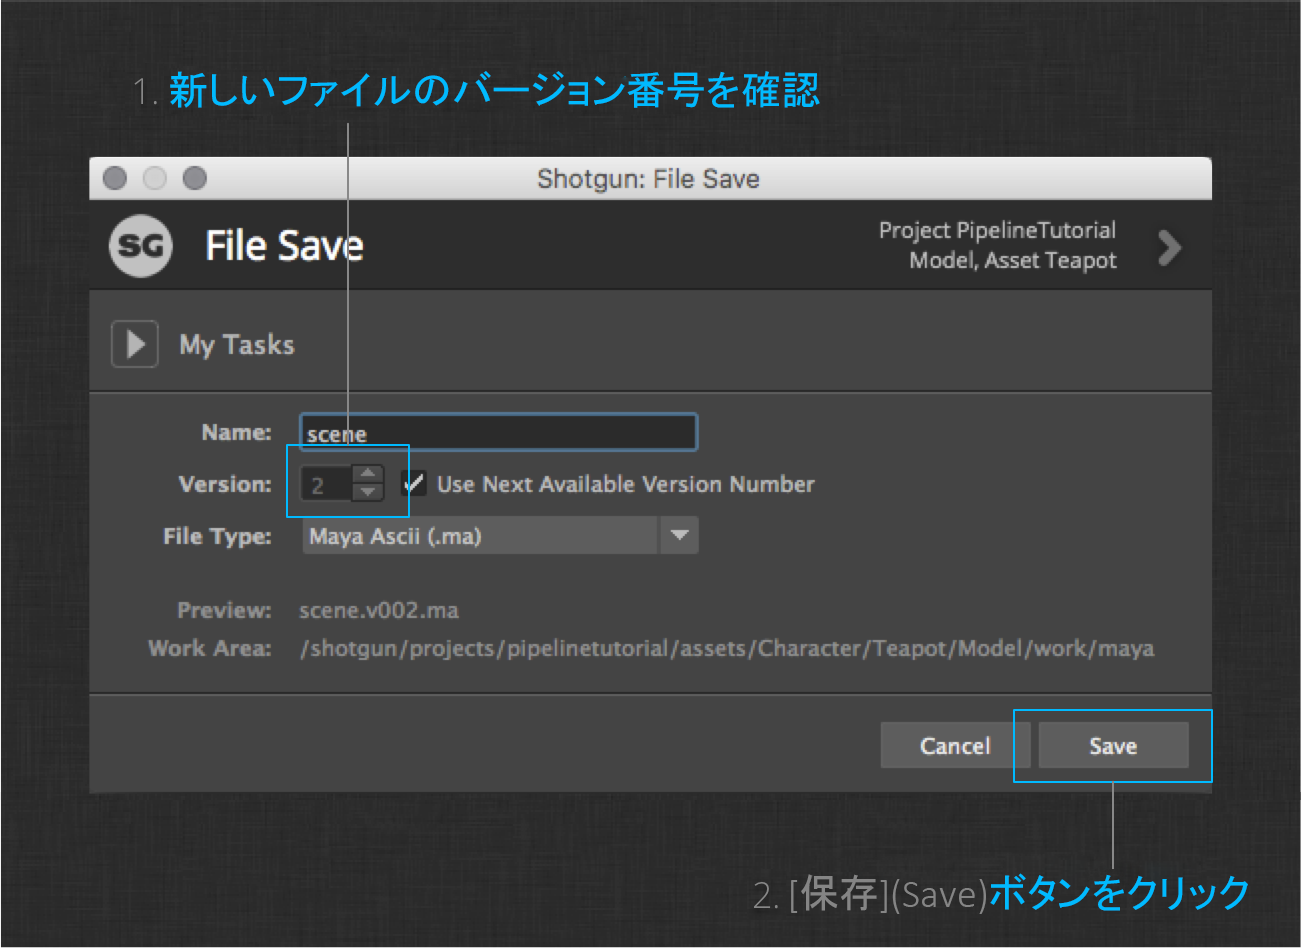 1. 新しいファイルのバージョン番号を確認
Shotgun: File Save
SG File Save
Project PipelineTutorial
Model, Asset Teapot
My Tasks
Name: scene
Version: 2 Use Next Available Version Number
File Type: Maya Ascii (.ma)
Preview: scene.v002.ma
Work Area: /shotgun/projects/pipelinetutorial/assets/Character/Teapot/Model/work/maya
Cancel Save
2. [保存](Save)ボタンをクリック